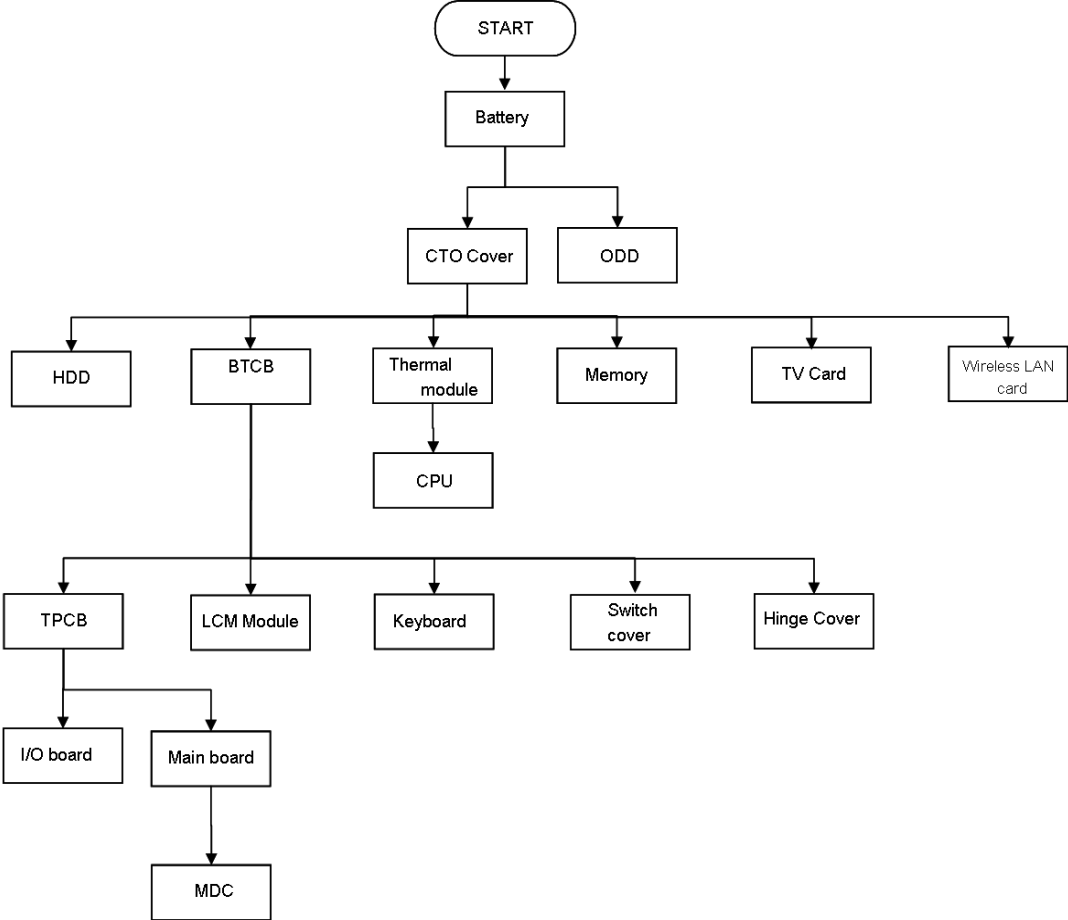 START
Battery
CTO Cover
ODD
HDD
BTCB
Thermal
module
Memory
TV Card
Wireless LAN
card
CPU
TPCB
LCM Module
Keyboard
Switch
cover
Hinge Cover
I/O board
Main board
MDC